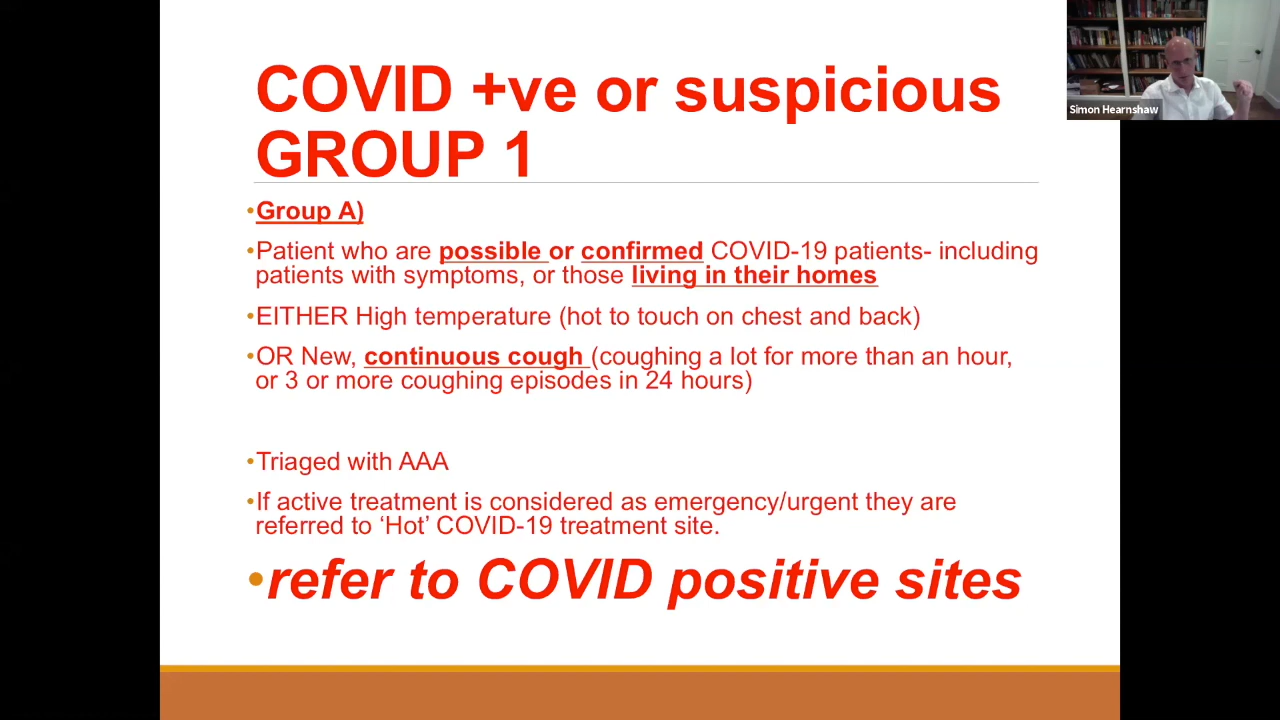 COVID +ve or suspicious
GROUP 1
•Group A)
•Patient who are possible or confirmed COVID-19 patients- including
patients with symptoms, or those living in their homes
•EITHER High temperature (hot to touch on chest and back)
•OR New, continuous cough (coughing a lot for more than an hour,
or 3 or more coughing episodes in 24 hours)
•Triaged with AAA
•If active treatment is considered as emergency/urgent they are
referred to ‘Hot’ COVID-19 treatment site.
•refer to COVID positive sites
Simon Hearnshaw